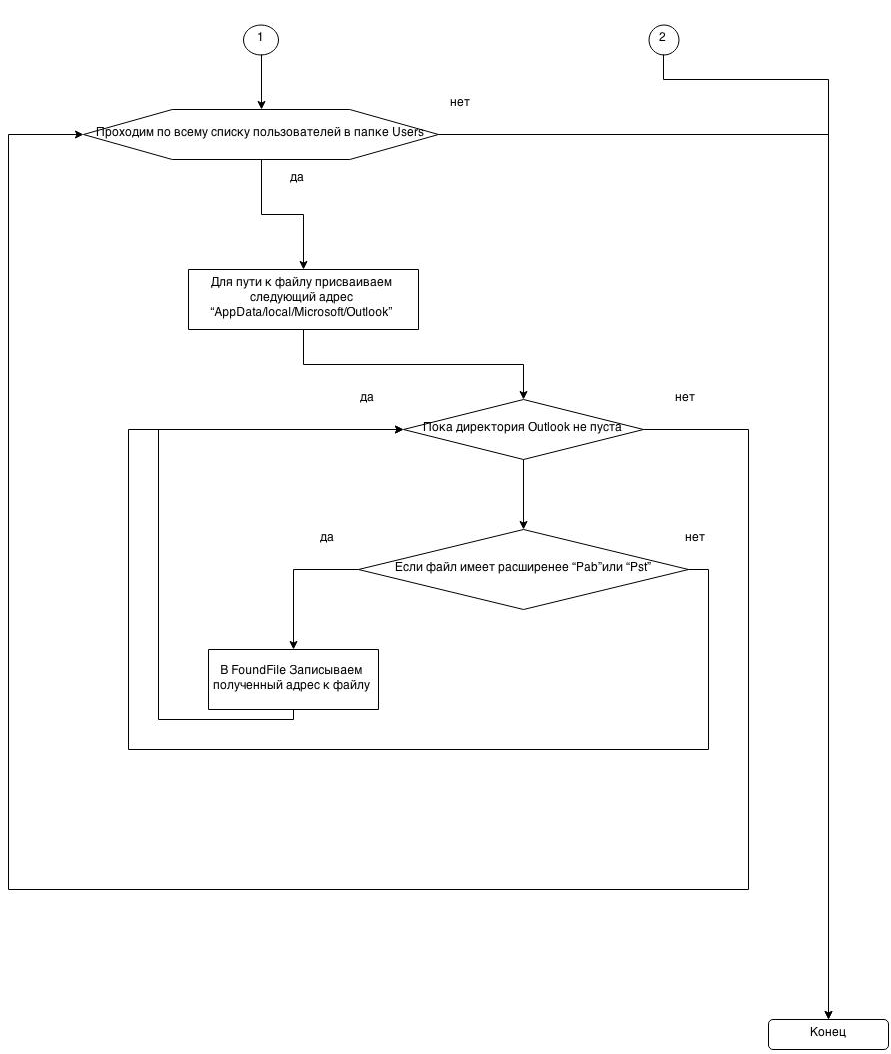 1
2
нет
Проходим по всему списку пользователей в папке Users
да
Для пути к файлу присваиваем
следующий адрес
“AppData/local/Microsoft/Outlook”
да
нет
Пока директория Outlook не пуста
да
нет
Если файл имеет расширенее “Pab”или “Pst”
В FoundFile Записываем
полученный адрес к файлу
Конец